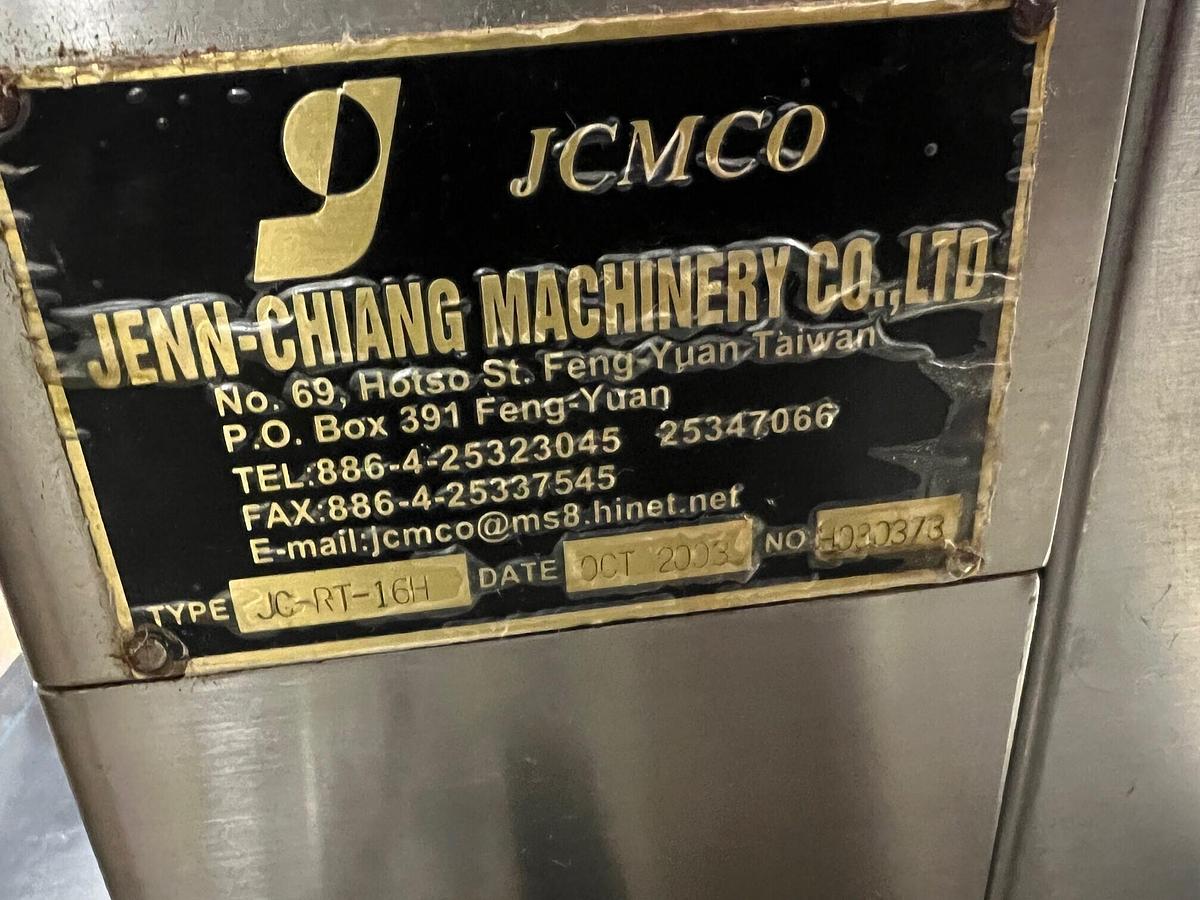 JCMCO
JENN-CHIANG MACHINERY CO.,LTD
No. 69, Hotso St. Feng-Yuan Taiwan
P.O. Box 391 Feng-Yuan
TEL:886-4-25323045 25347066
FAX:886-4-25337545
E-mail:jcmco@ms8.hinet.net
TYPE JC-RT-16H DATE OCT 2003 NO